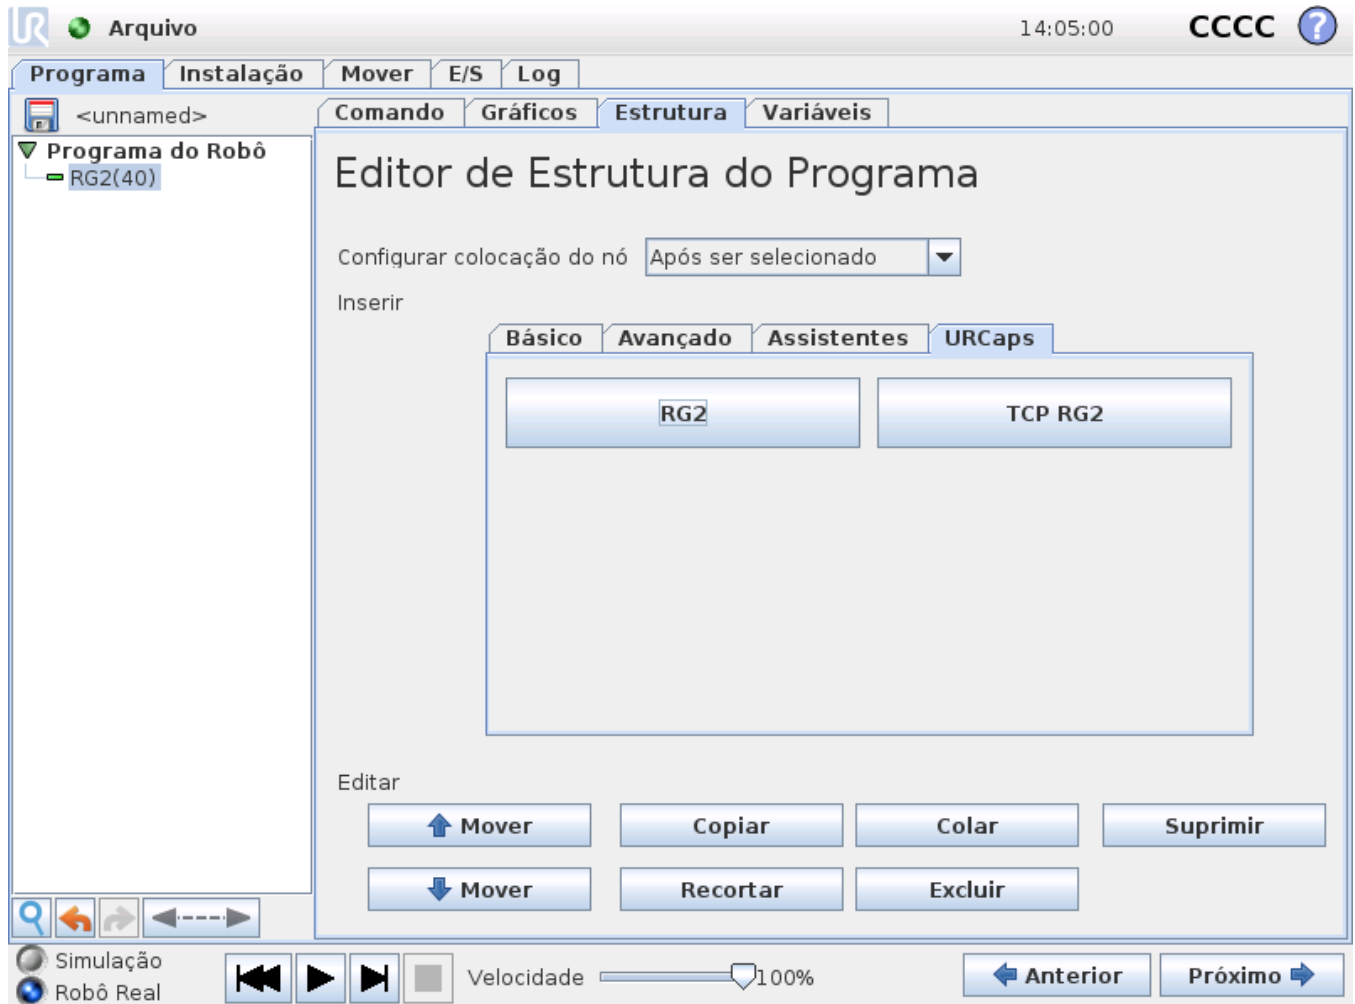 UR Arquivo 14:05:00 CCCC ?
Programa Instalação Mover E/S Log
<unnamed>
Comando Gráficos Estrutura Variáveis
Programa do Robô
RG2(40)
Editor de Estrutura do Programa
Configurar colocação do nó Após ser selecionado
Inserir
Básico Avançado Assistentes URCaps
RG2 TCP RG2
Editar
Mover Copiar Colar Suprimir
Mover Recortar Excluir
Simulação
Robô Real
Velocidade 100%
Anterior Próximo